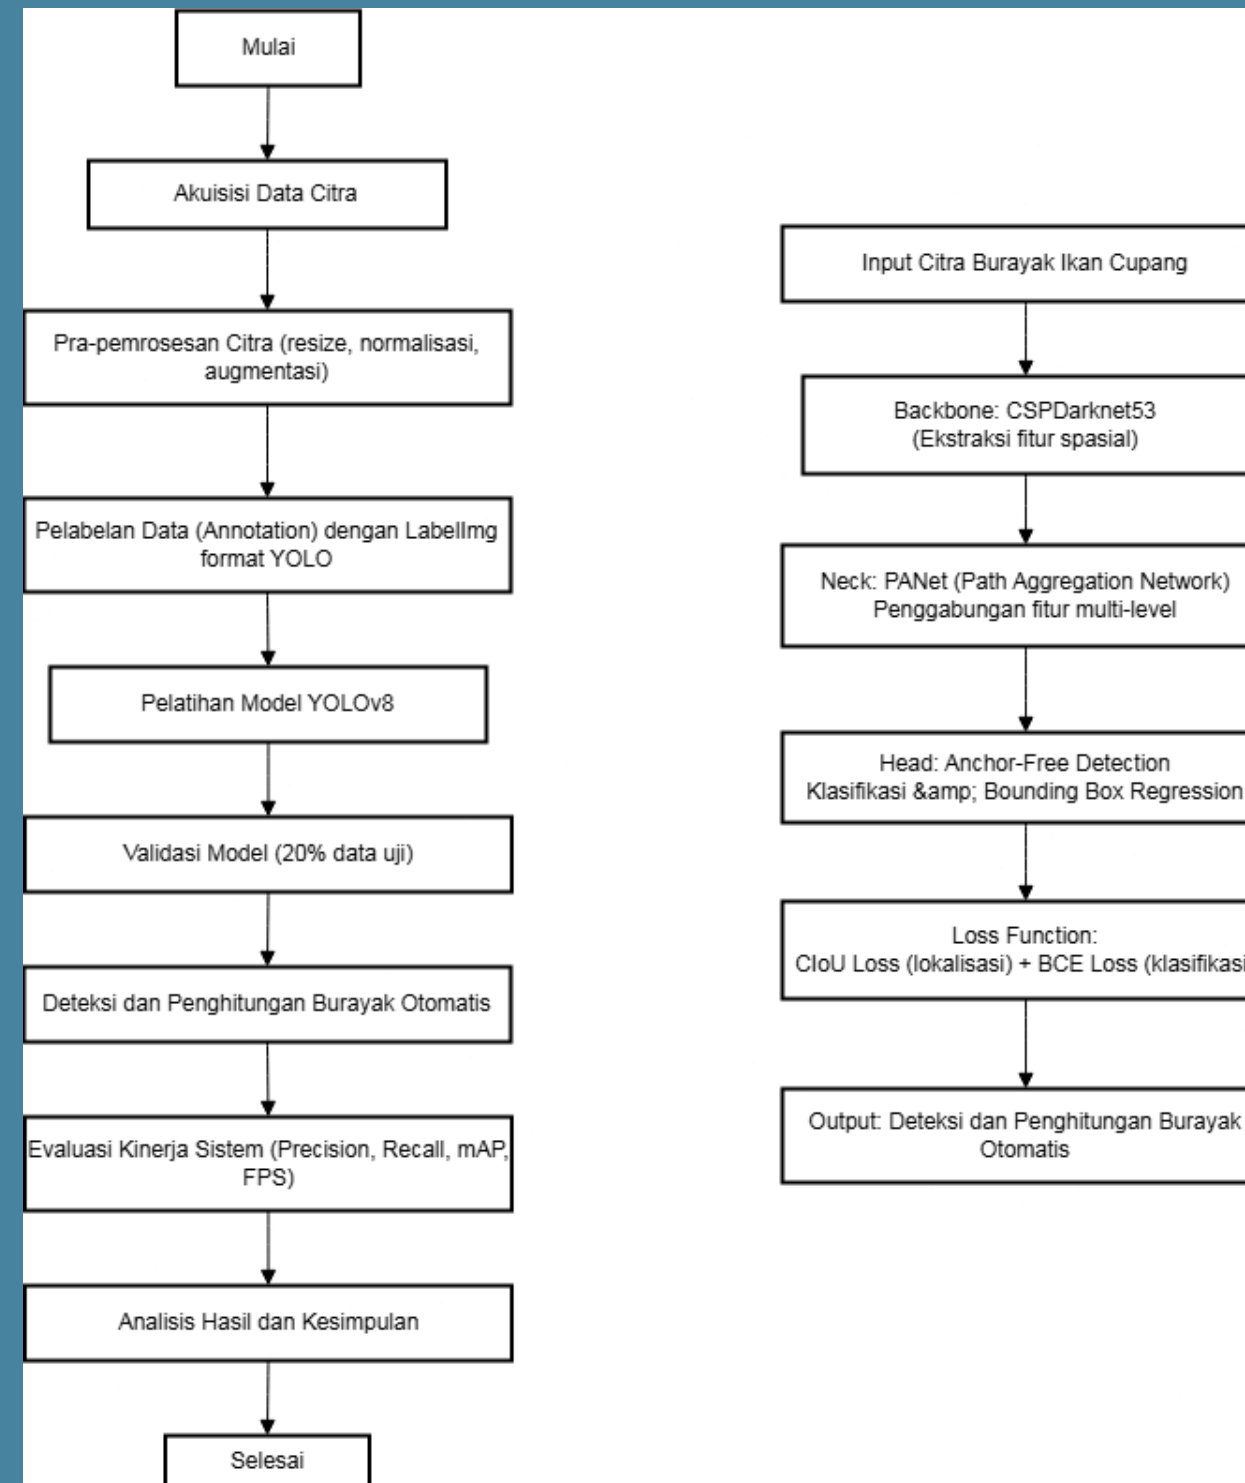 Mulai
Akuisisi Data Citra
Pra-pemrosesan Citra (resize, normalisasi,
augmentasi)
Pelabelan Data (Annotation) dengan LabelImg
format YOLO
Pelatihan Model YOLOv8
Validasi Model (20% data uji)
Deteksi dan Penghitungan Burayak Otomatis
Evaluasi Kinerja Sistem (Precision, Recall, mAP,
FPS)
Analisis Hasil dan Kesimpulan
Selesai
Input Citra Burayak Ikan Cupang
Backbone: CSPDarknet53
(Ekstraksi fitur spasial)
Neck: PANet (Path Aggregation Network)
Penggabungan fitur multi-level
Head: Anchor-Free Detection
Klasifikasi &amp; Bounding Box Regression
Loss Function:
CIoU Loss (lokalisasi) + BCE Loss (klasifikasi
Output: Deteksi dan Penghitungan Burayak
Otomatis